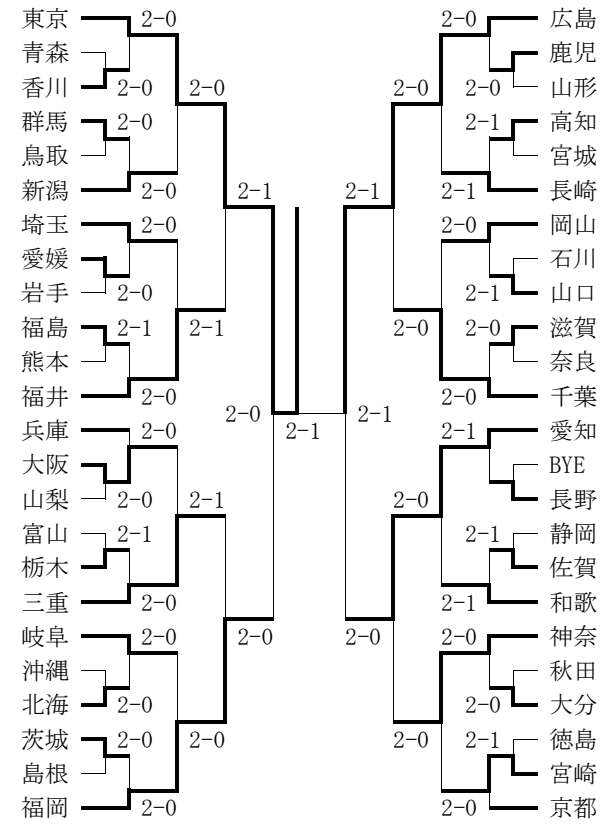 東京 2-0 2-0 広島
青森 鹿児
香川 2-0 2-0 2-0 2-0 山形
群馬 2-0 2-1 高知
鳥取 宮城
新潟 2-0 2-1 2-1 2-1 長崎
埼玉 2-0 2-0 岡山
愛媛 石川
岩手 2-0 2-1 山口
福島 2-1 2-1 2-0 2-0 滋賀
熊本 奈良
福井 2-0 2-0 千葉
2-0 2-1 2-1
兵庫 2-0 2-1 愛知
大阪 BYE
山梨 2-0 2-1 2-0 長野
富山 2-1 2-1 静岡
栃木 佐賀
三重 2-0 2-1 和歌
岐阜 2-0 2-0 2-0 2-0 神奈
沖縄 秋田
北海 2-0 2-0 大分
茨城 2-0 2-0 2-0 2-1 徳島
島根 宮崎
福岡 2-0 2-0 京都